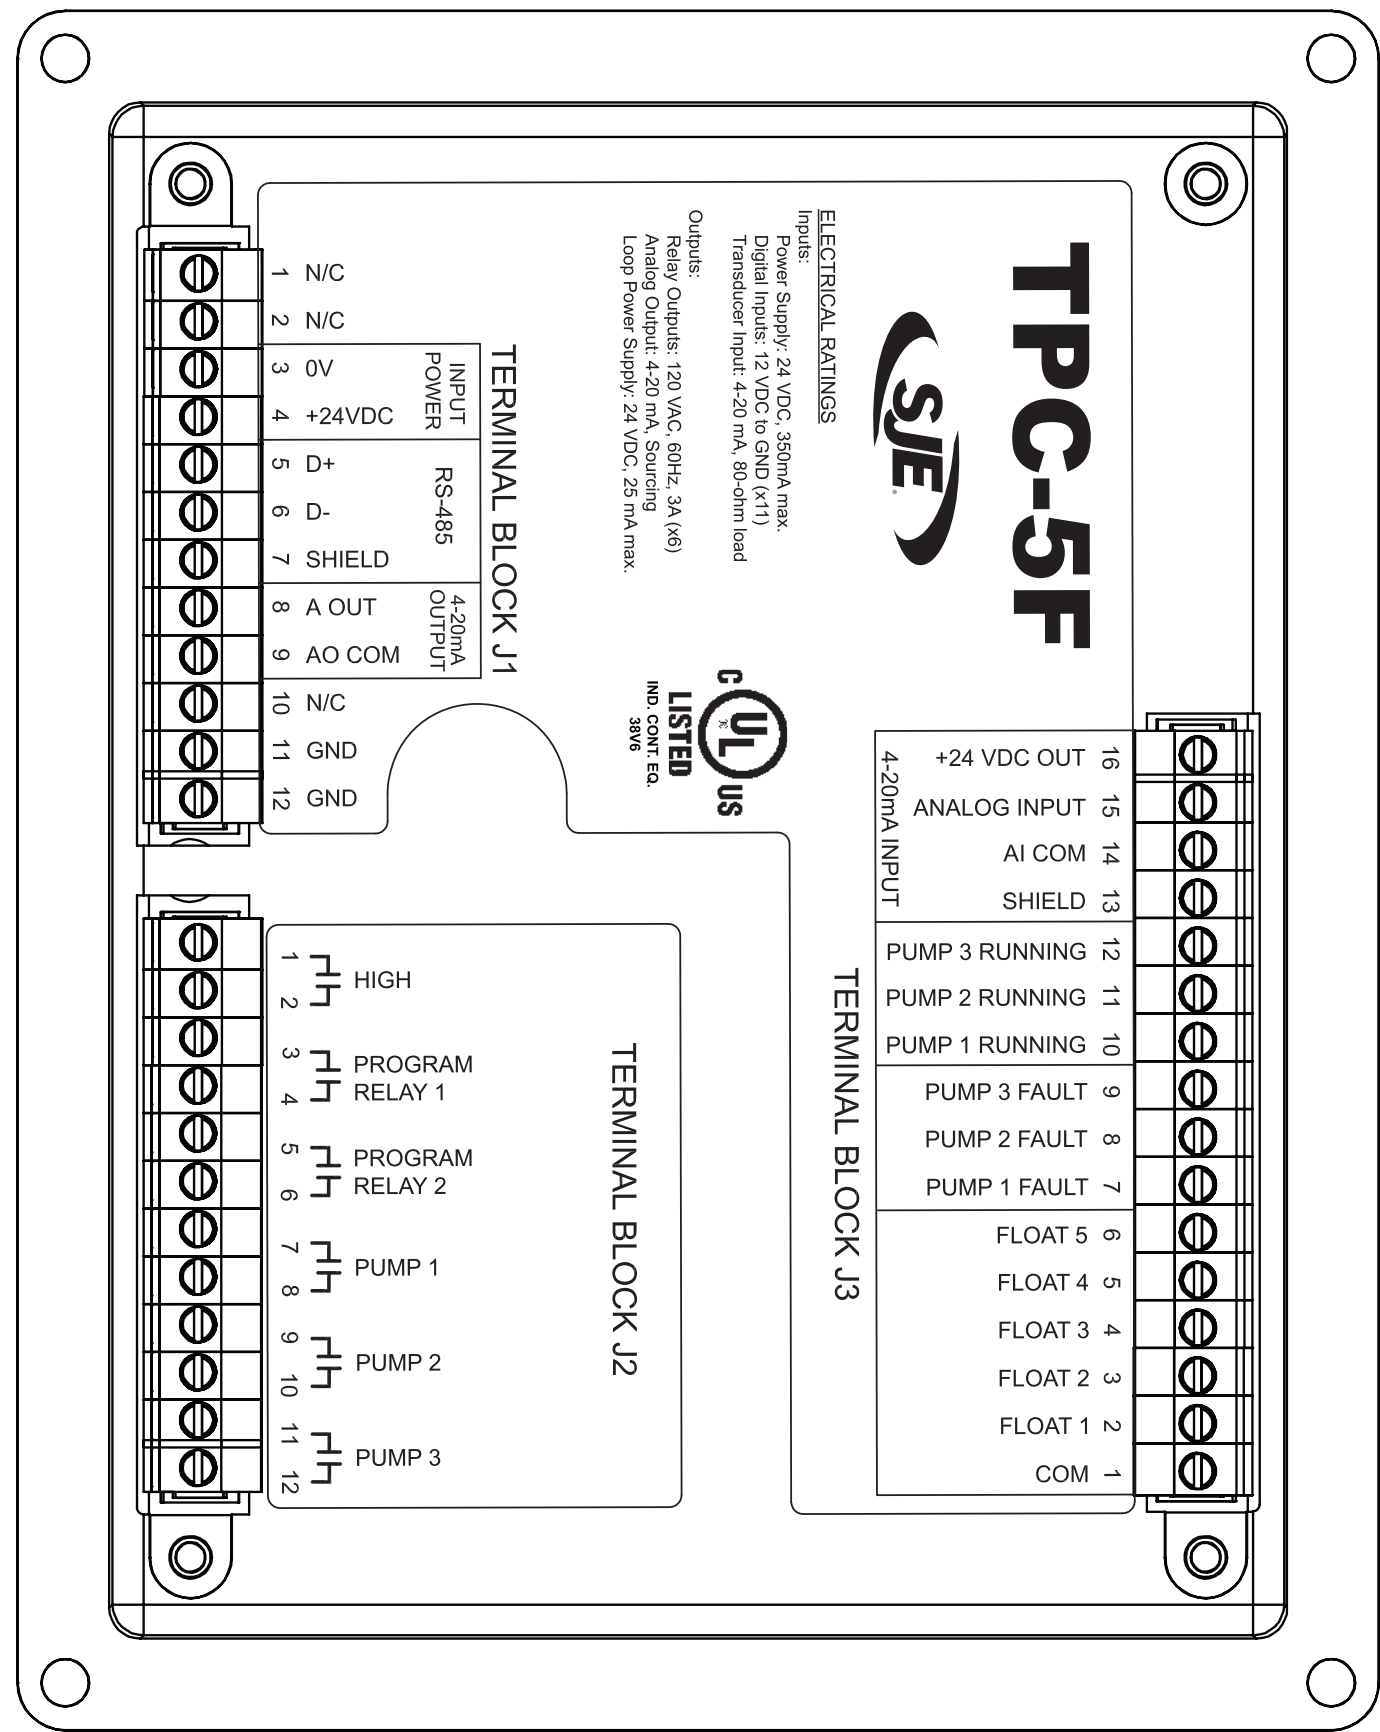 TPC-5F
SJE
ELECTRICAL RATINGS
Inputs:
Power Supply: 24 VDC, 350mA max.
Digital Inputs: 12 VDC to GND (x11)
Transducer Input: 4-20 mA, 80-ohm load
Outputs:
Relay Outputs: 120 VAC, 60Hz, 3A (x6)
Analog Output: 4-20 mA, Sourcing
Loop Power Supply: 24 VDC, 25 mA max.
C UL US
LISTED
IND. CONT. EQ.
38V6
TERMINAL BLOCK J1
1 N/C
2 N/C
INPUT
POWER
3 0V
4 +24VDC
RS-485
5 D+
6 D-
7 SHIELD
4-20mA
OUTPUT
8 A OUT
9 AO COM
10 N/C
11 GND
12 GND
TERMINAL BLOCK J2
1
2
HIGH
3
4
PROGRAM
RELAY 1
5
6
PROGRAM
RELAY 2
7
8
PUMP 1
9
10
PUMP 2
11
12
PUMP 3
TERMINAL BLOCK J3
4-20mA INPUT
+24 VDC OUT 16
ANALOG INPUT 15
AI COM 14
SHIELD 13
PUMP 3 RUNNING 12
PUMP 2 RUNNING 11
PUMP 1 RUNNING 10
PUMP 3 FAULT 9
PUMP 2 FAULT 8
PUMP 1 FAULT 7
FLOAT 5 6
FLOAT 4 5
FLOAT 3 4
FLOAT 2 3
FLOAT 1 2
COM 1